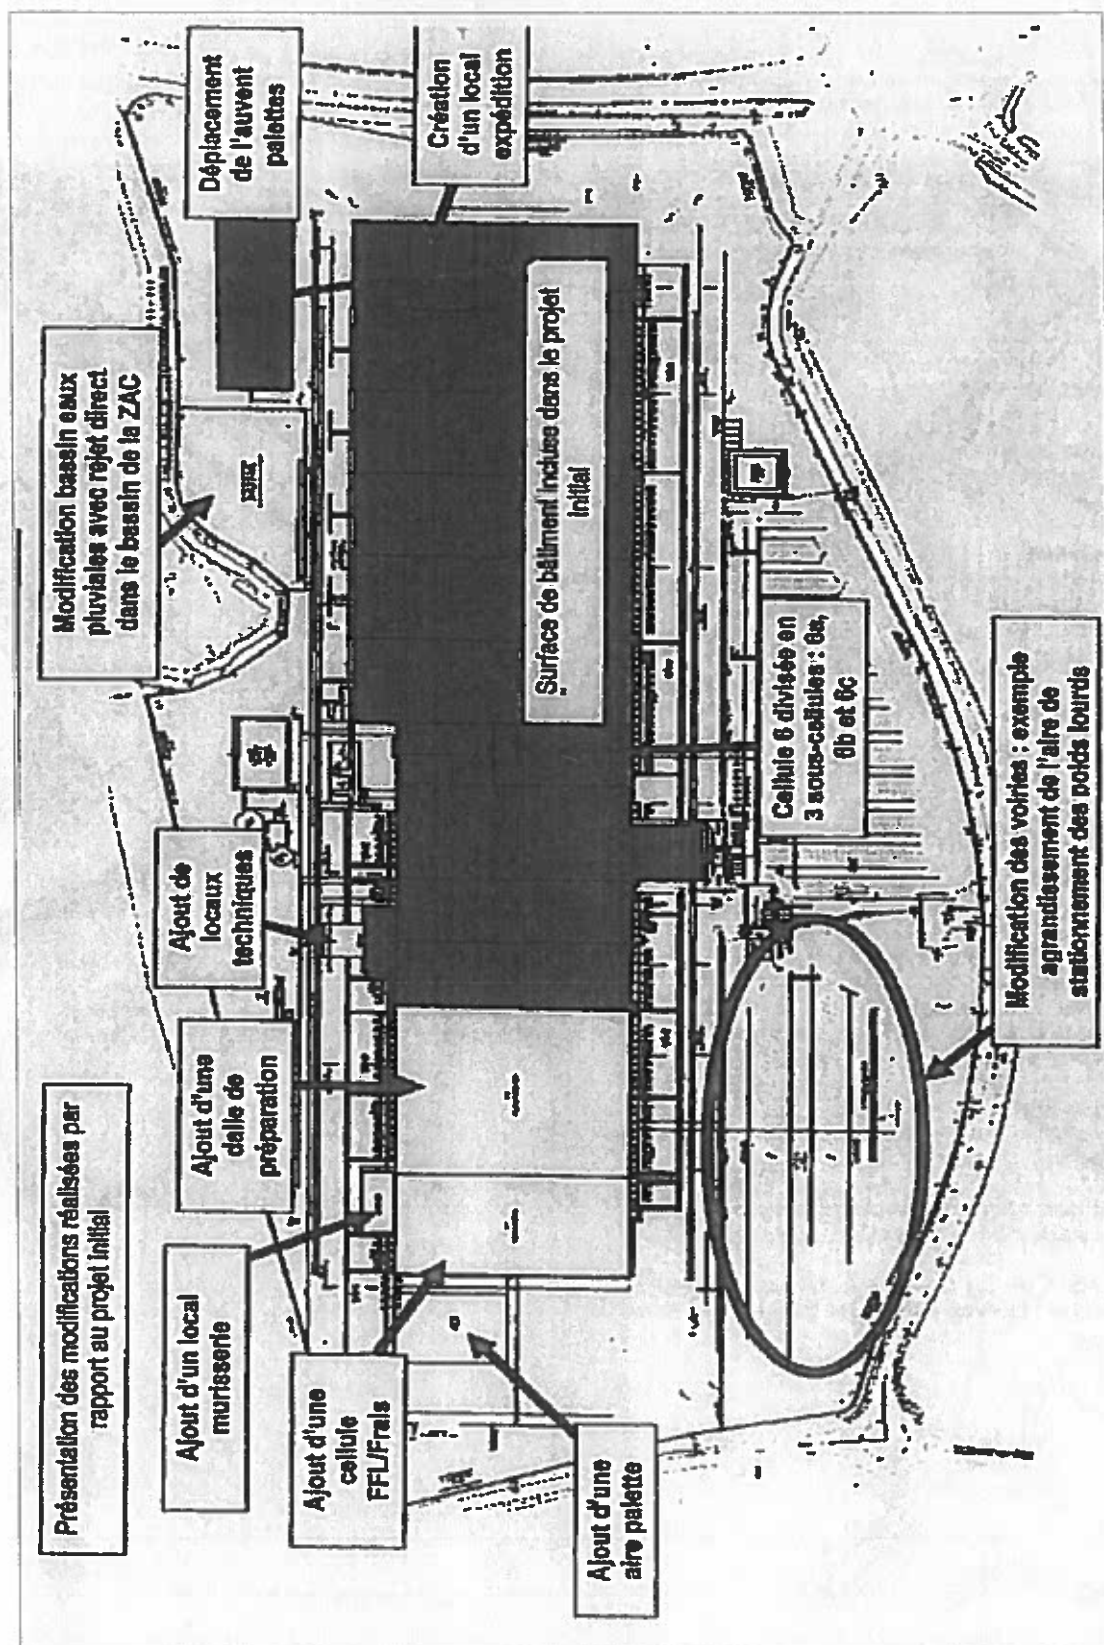 Présentation des modifications réalisées par
rapport au projet initial
Modification bassin eaux
pluviales avec rejet direct
dans le bassin de la ZAC
Ajout d'un local
murisserie
Ajout d'une
dalle de
préparation
Ajout de
locaux
techniques
Déplacement
de l'auvent
palettes
Ajout d'une
cellule
FFL/Frais
Création
d'un local
expédition
Surface de bâtiment incluse dans le projet
initial
Ajout d'une
aire palette
Cellule 6 divisée en
3 sous-cellules : 6a,
6b et 6c
Modification des voiries : exemple
agrandissement de l'aire de
stationnement des poids lourds